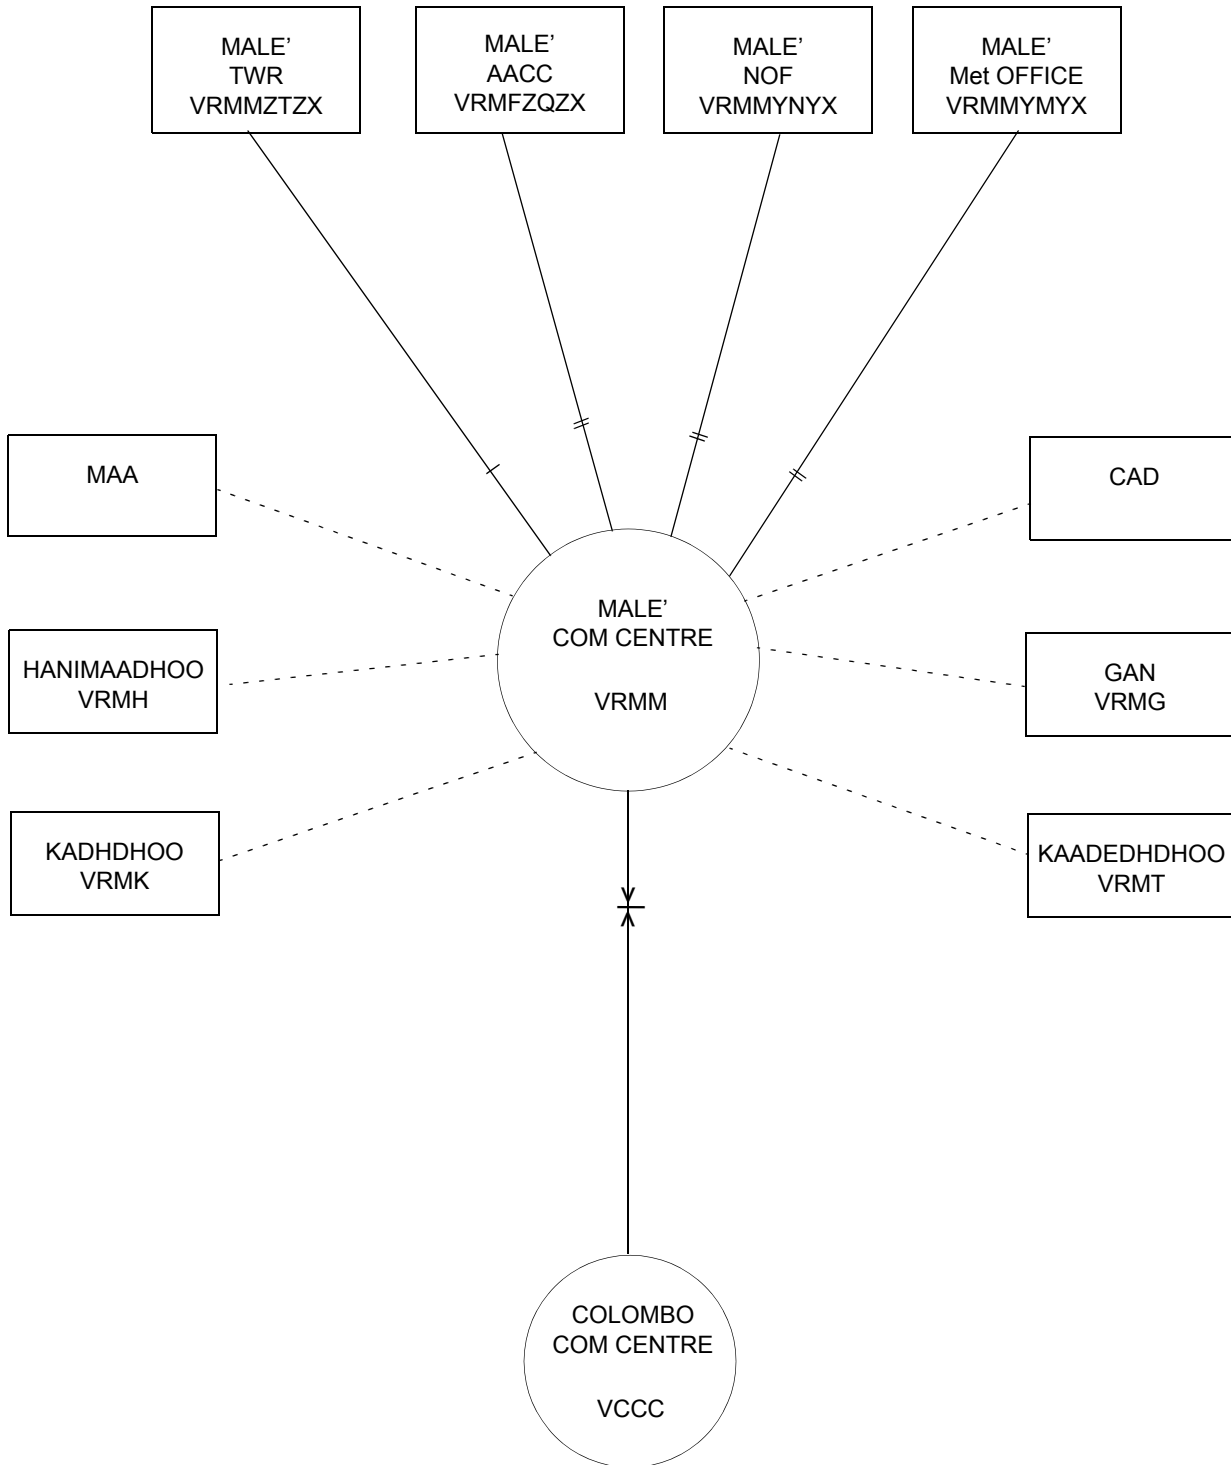 MALE’
TWR
VRMMZTZX
MALE’
AACC
VRMFZQZX
MALE’
NOF
VRMMYNYX
MALE’
Met OFFICE
VRMMYMYX
MAA
CAD
MALE’
COM CENTRE
VRMM
HANIMAADHOO
VRMH
GAN
VRMG
KADHDHOO
VRMK
KAADEDHDHOO
VRMT
COLOMBO
COM CENTRE
VCCC